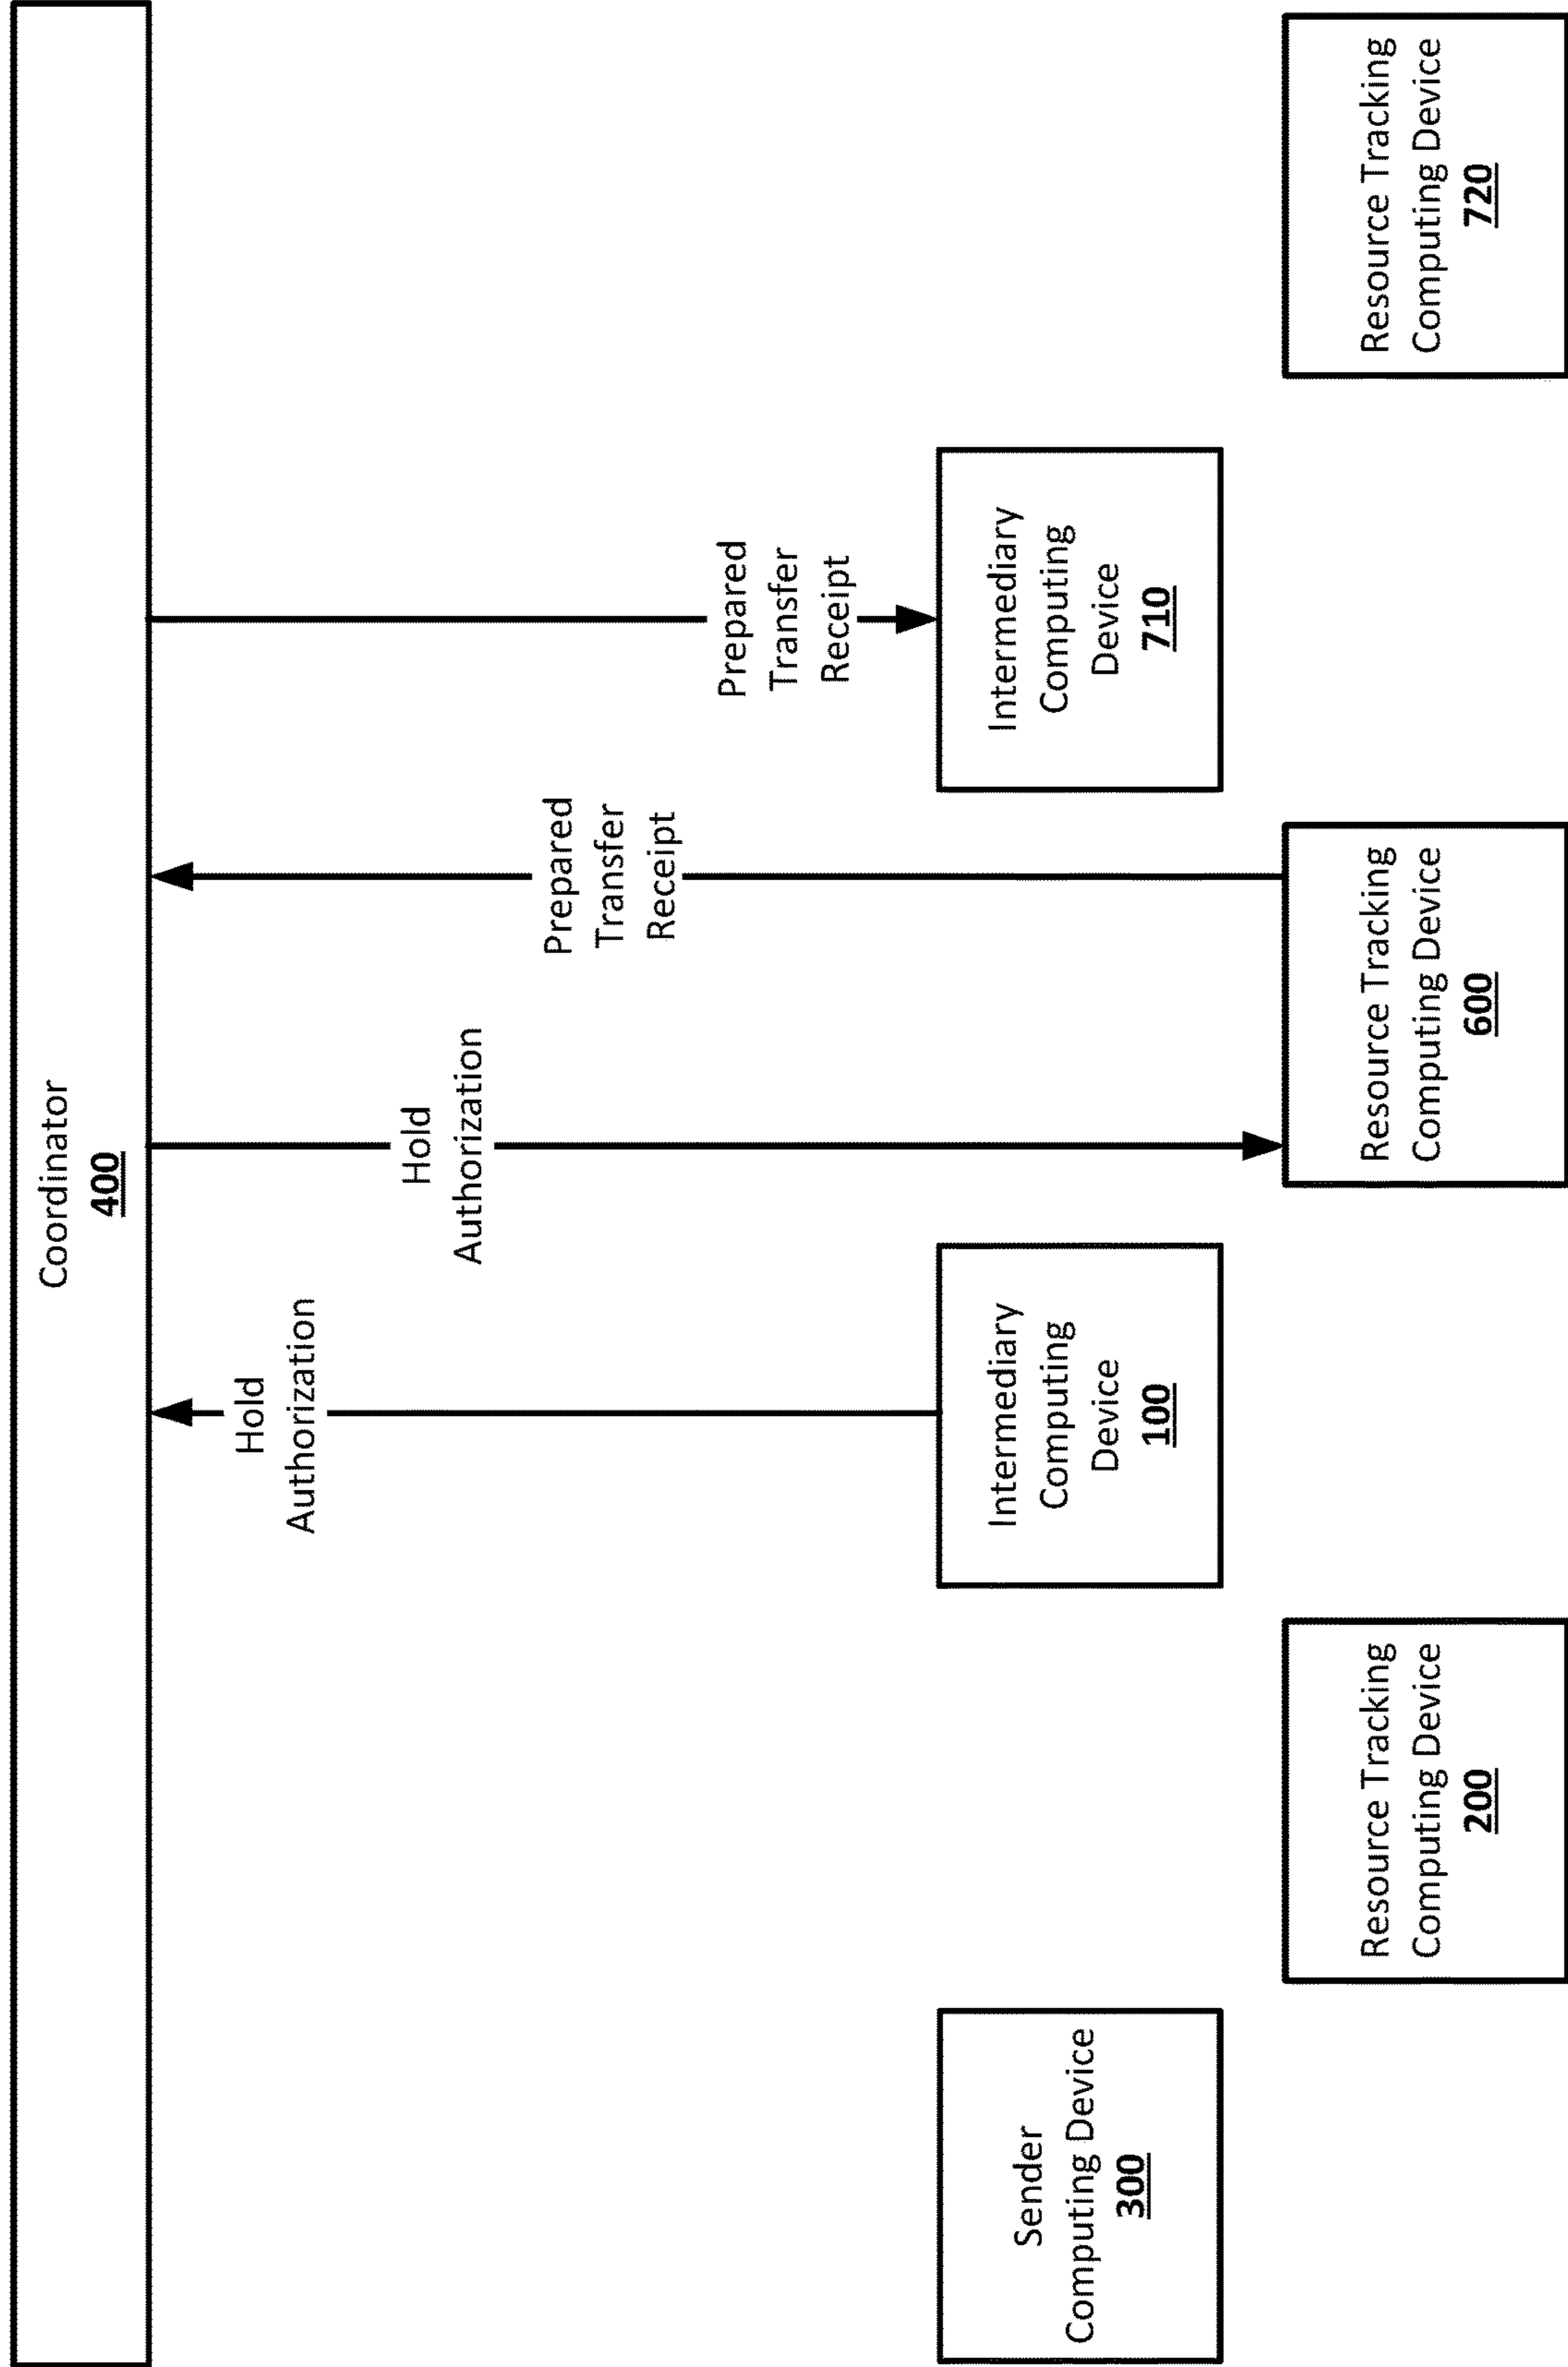 Coordinator
400
Hold
Authorization
Hold
Authorization
Prepared
Transfer
Receipt
Prepared
Transfer
Receipt
Sender
Computing Device
300
Resource Tracking
Computing Device
200
Intermediary
Computing
Device
100
Resource Tracking
Computing Device
600
Intermediary
Computing
Device
710
Resource Tracking
Computing Device
720